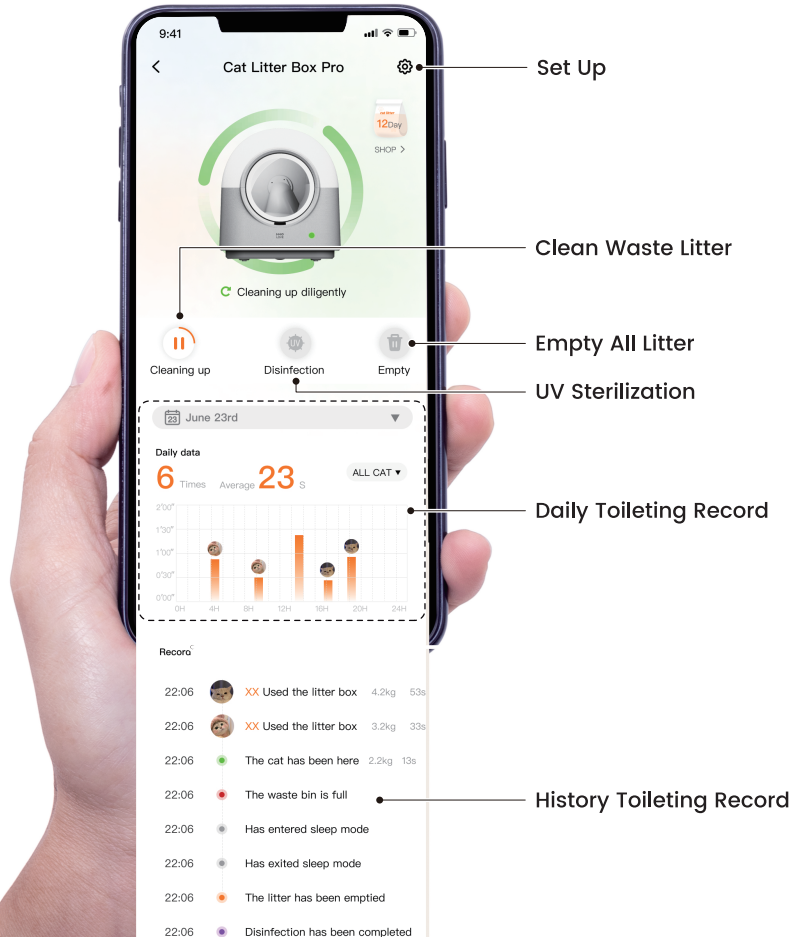 9:41
Cat Litter Box Pro
Set Up
12Day
SHOP >
Clean Waste Litter
Cleaning up diligently
Empty All Litter
UV
Cleaning up
Disinfection
Empty
UV Sterilization
23
June 23rd
Daily data
6 Times Average 23 S
ALL CAT ▼
Daily Toileting Record
2'00"
1'30"
1'00"
0'30"
0'00"
0H 4H 8H 12H 16H 20H 24H
Record
22:06 XX Used the litter box 4.2kg 53s
22:06 XX Used the litter box 3.2kg 33s
22:06 The cat has been here 2.2kg 13s
22:06 The waste bin is full
History Toileting Record
22:06 Has entered sleep mode
22:06 Has exited sleep mode
22:06 The litter has been emptied
22:06 Disinfection has been completed